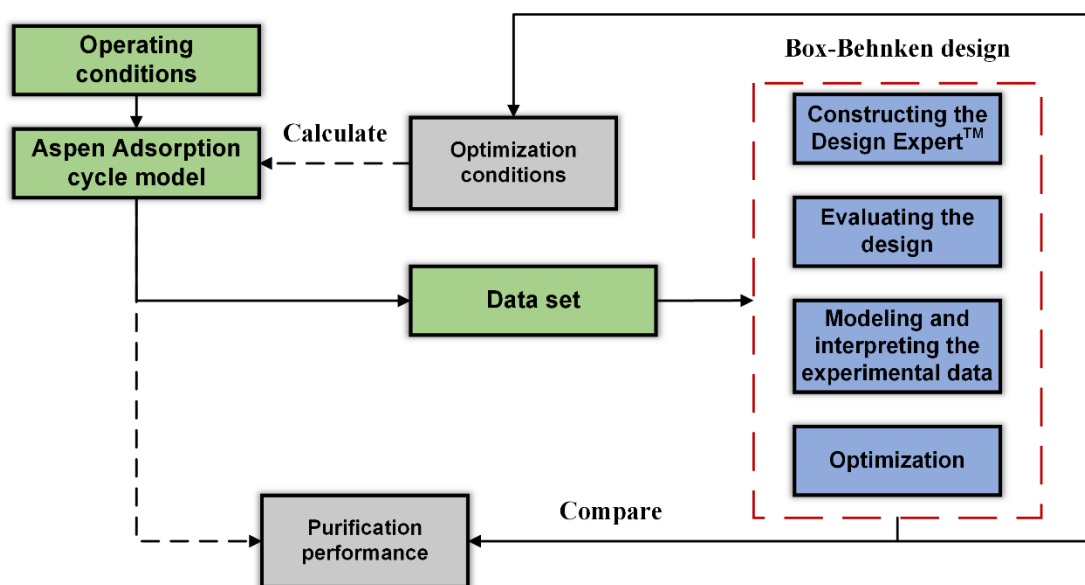 Operating
conditions
Aspen Adsorption
cycle model
Calculate
Optimization
conditions
Data set
Box-Behnken design
Constructing the
Design Expert™
Evaluating the
design
Modeling and
interpreting the
experimental data
Optimization
Compare
Purification
performance